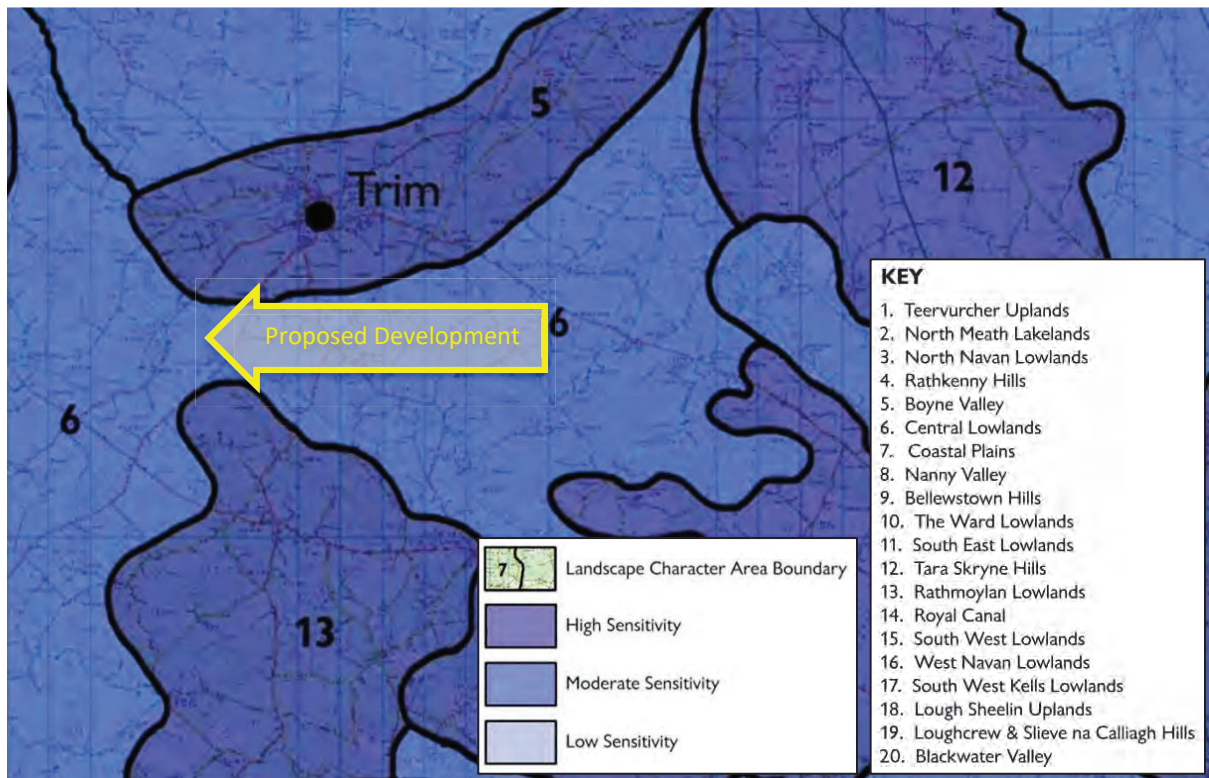 5
Trim
12
Proposed Development
6
6
13
KEY
1. Teervurcher Uplands
2. North Meath Lakelands
3. North Navan Lowlands
4. Rathkenny Hills
5. Boyne Valley
6. Central Lowlands
7. Coastal Plains
8. Nanny Valley
9. Bellewstown Hills
10. The Ward Lowlands
11. South East Lowlands
12. Tara Skryne Hills
13. Rathmoylan Lowlands
14. Royal Canal
15. South West Lowlands
16. West Navan Lowlands
17. South West Kells Lowlands
18. Lough Sheelin Uplands
19. Loughcrew & Slieve na Calliagh Hills
20. Blackwater Valley
7 Landscape Character Area Boundary
High Sensitivity
Moderate Sensitivity
Low Sensitivity